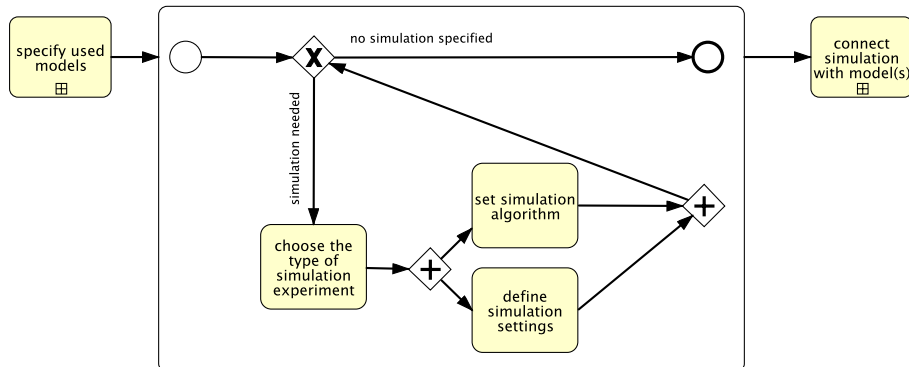 specify used
models
no simulation specified
connect
simulation
with model(s)
simulation needed
set simulation
algorithm
choose the
type of
simulation
experiment
define
simulation
settings